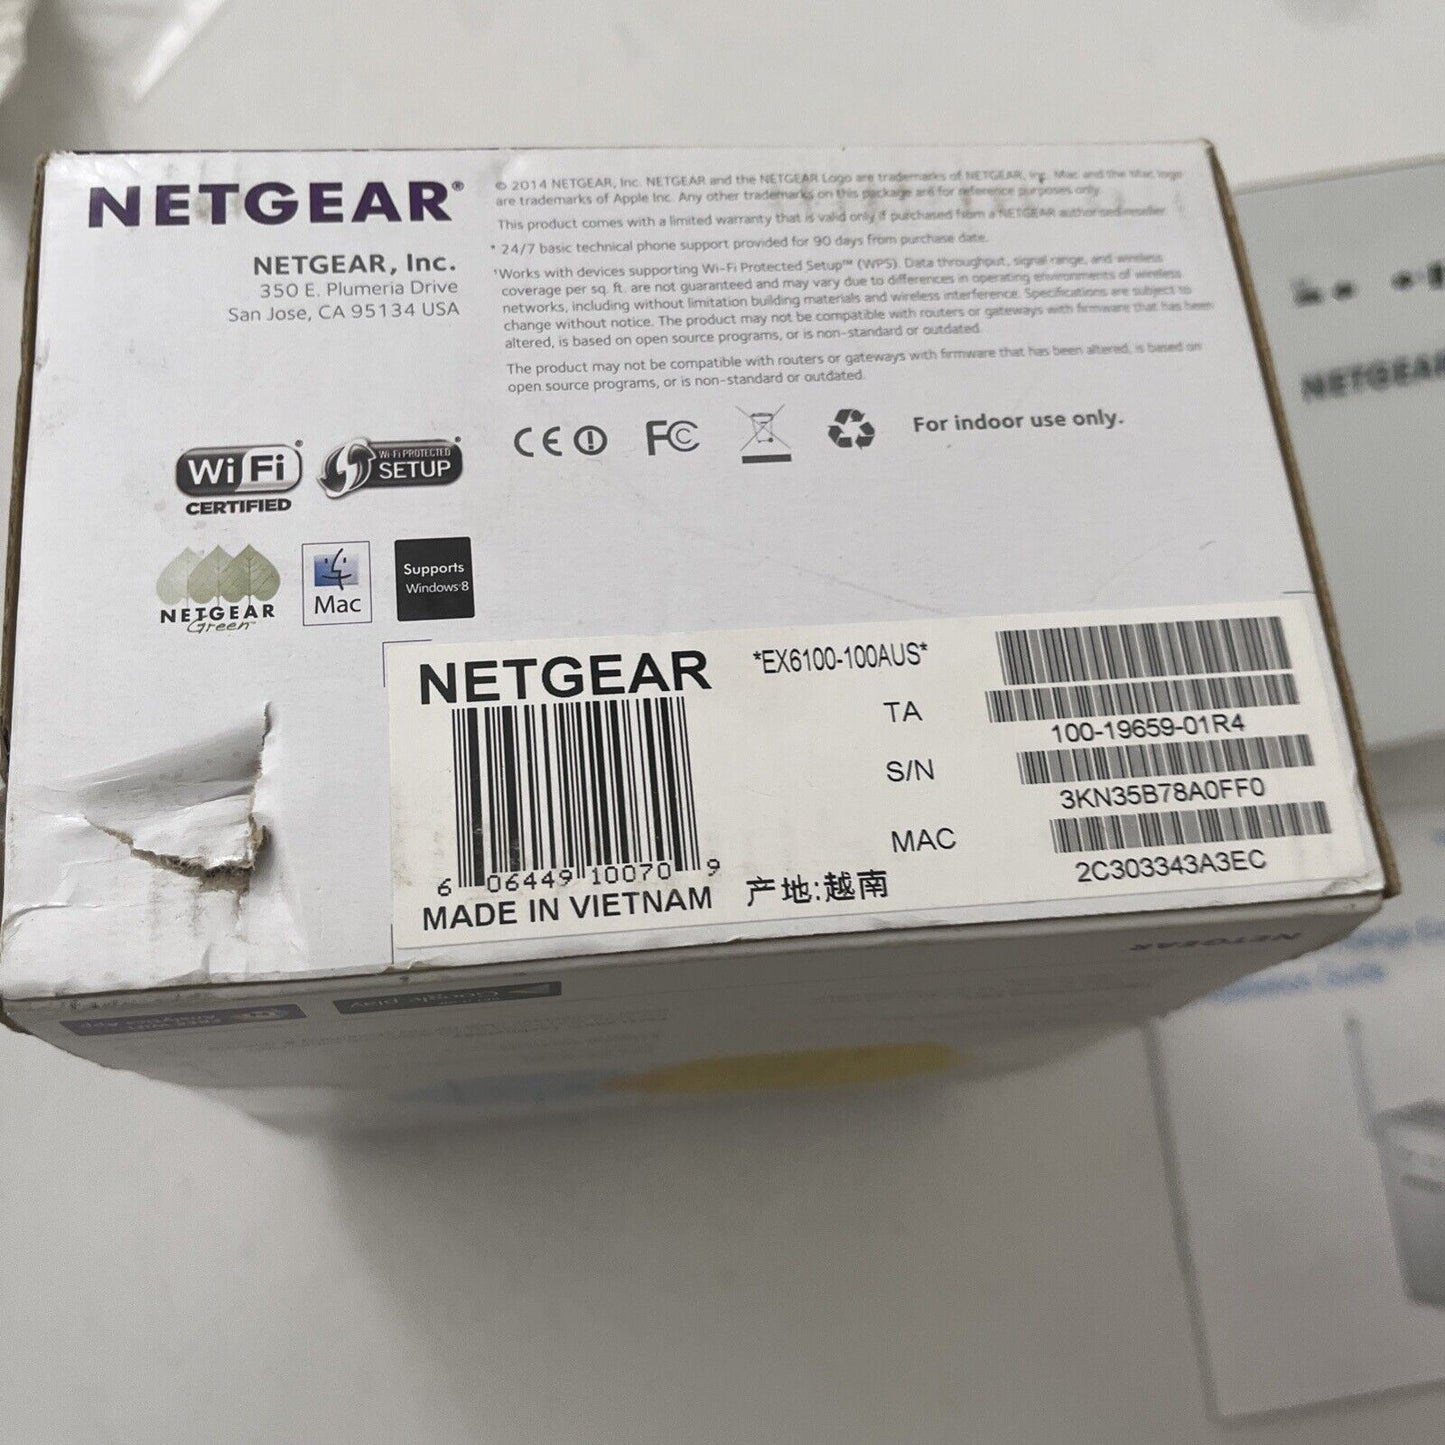 NETGEAR®
NETGEAR, Inc.
350 E. Plumeria Drive
San Jose, CA 95134 USA
© 2014 NETGEAR, Inc. NETGEAR and the NETGEAR Logo are trademarks of NETGEAR, Inc. Mac and the Mac logo
are trademarks of Apple Inc. Any other trademarks on this package are for reference purposes only.
This product comes with a limited warranty that is valid only if purchased from a NETGEAR authorised reseller.
* 24/7 basic technical phone support provided for 90 days from purchase date.
†Works with devices supporting Wi-Fi Protected Setup™ (WPS). Data throughput, signal range, and wireless
coverage per sq. ft. are not guaranteed and may vary due to differences in operating environments of wireless
networks, including without limitation building materials and wireless interference. Specifications are subject to
change without notice. The product may not be compatible with routers or gateways with firmware that has been
altered, is based on open source programs, or is non-standard or outdated.
The product may not be compatible with routers or gateways with firmware that has been altered, is based on
open source programs, or is non-standard or outdated.
CE FC For indoor use only.
Wi Fi ®
CERTIFIED
Wi-Fi PROTECTED
SETUP
NETGEAR
Green™
Mac
Supports
Windows 8
NETGEAR
6 06449 10070 9
MADE IN VIETNAM
产地:越南
*EX6100-100AUS*
TA
100-19659-01R4
S/N
3KN35B78A0FF0
MAC
2C303343A3EC
NETGEAR
NETGEAR
Google play